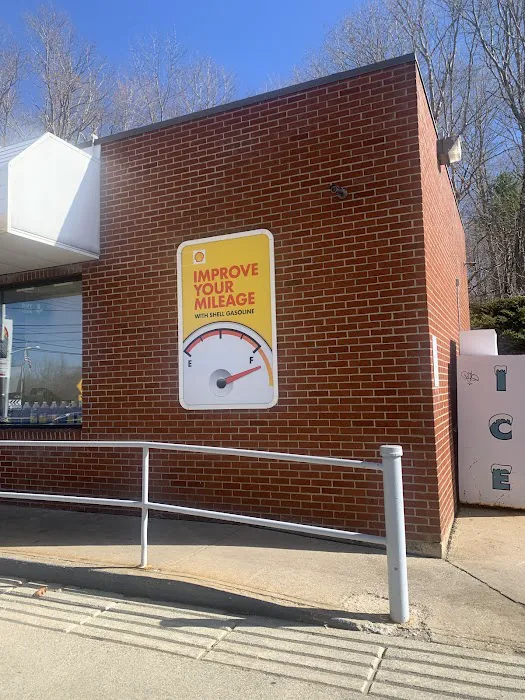 IMPROVE
YOUR
MILEAGE
WITH SHELL GASOLINE
E F
I
C
E